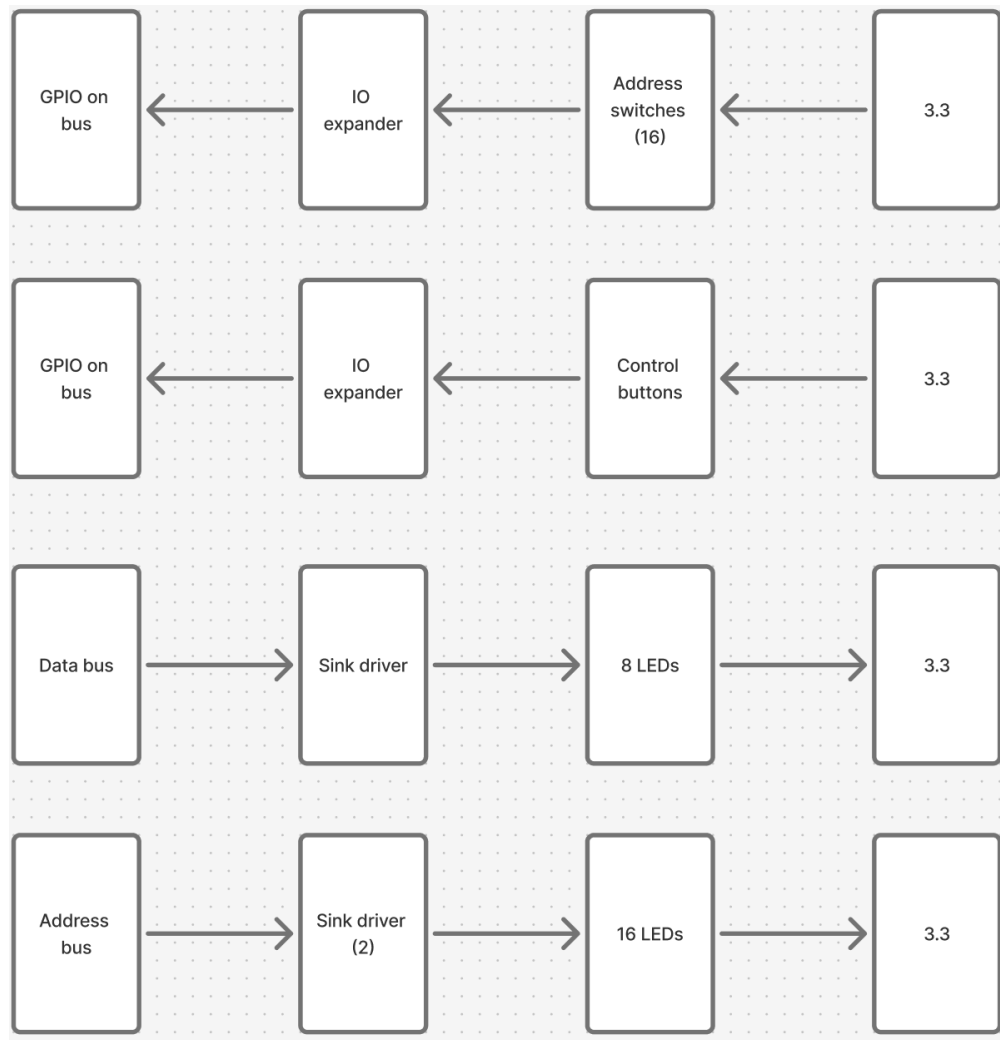 GPIO on
bus
IO
expander
Address
switches
(16)
3.3
GPIO on
bus
IO
expander
Control
buttons
3.3
Data bus
Sink driver
8 LEDs
3.3
Address
bus
Sink driver
(2)
16 LEDs
3.3